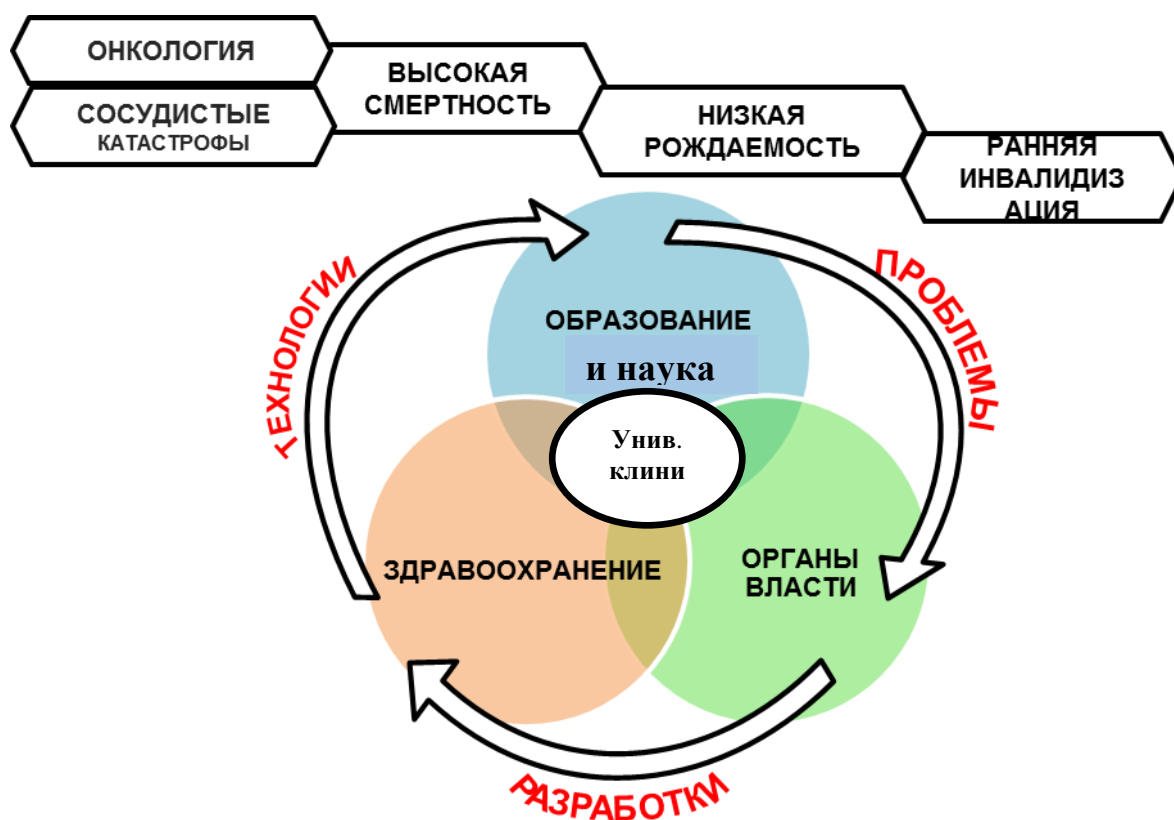 ОНКОЛОГИЯ
СОСУДИСТЫЕ
КАТАСТРОФЫ
ВЫСОКАЯ
СМЕРТНОСТЬ
НИЗКАЯ
РОЖДАЕМОСТЬ
РАННЯЯ
ИНВАЛИДИЗ
АЦИЯ
ТЕХНОЛОГИИ
ПРОБЛЕМЫ
ОБРАЗОВАНИЕ
и наука
Унив.
клини
ЗДРАВООХРАНЕНИЕ
ОРГАНЫ
ВЛАСТИ
РАЗРАБОТКИ